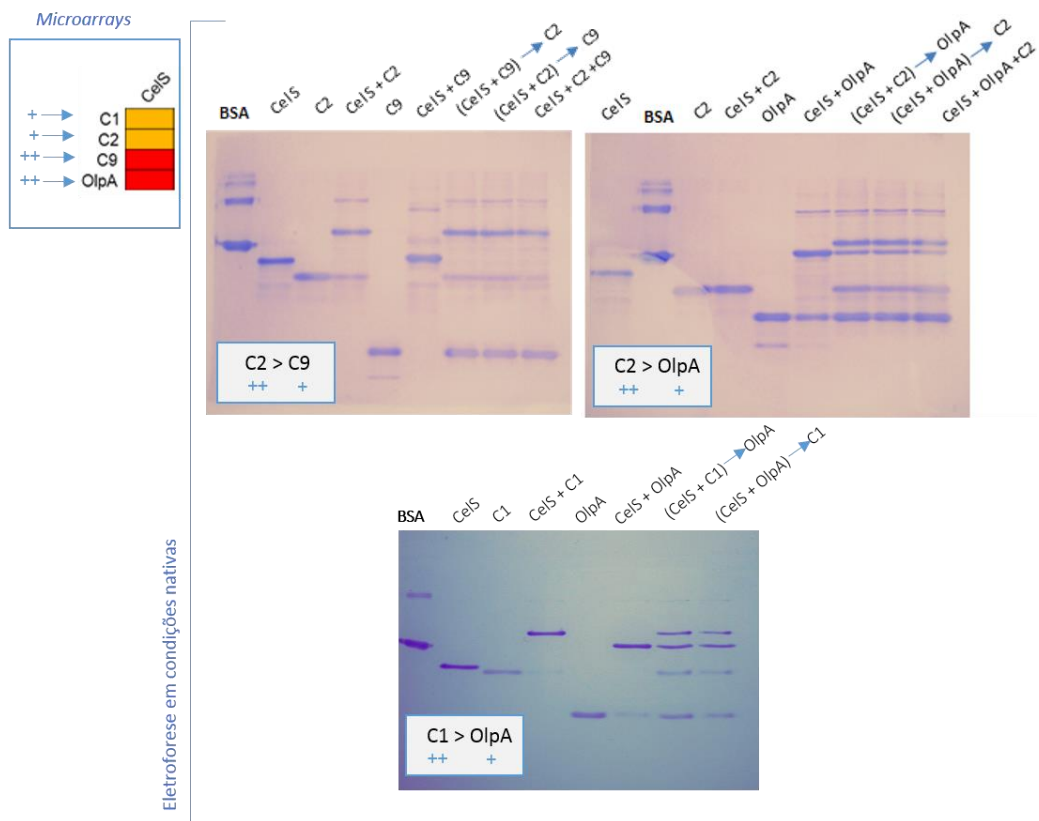 Microarrays
CelS
+ C1
+ C2
++ C9
++ OlpA
Eletroforese em condições nativas
BSA
CelS
C2
CelS + C2
C9
CelS + C9
(CelS + C9) → C2
(CelS + C2) → C9
CelS + C2 +C9
C2 > C9
++ +
CelS
BSA
C2
CelS + C2
OlpA
CelS + OlpA
(CelS + C2) → OlpA
(CelS + OlpA) → C2
CelS + OlpA +C2
C2 > OlpA
++ +
BSA
CelS
C1
CelS + C1
OlpA
CelS + OlpA
(CelS + C1) → OlpA
(CelS + OlpA) → C1
C1 > OlpA
++ +